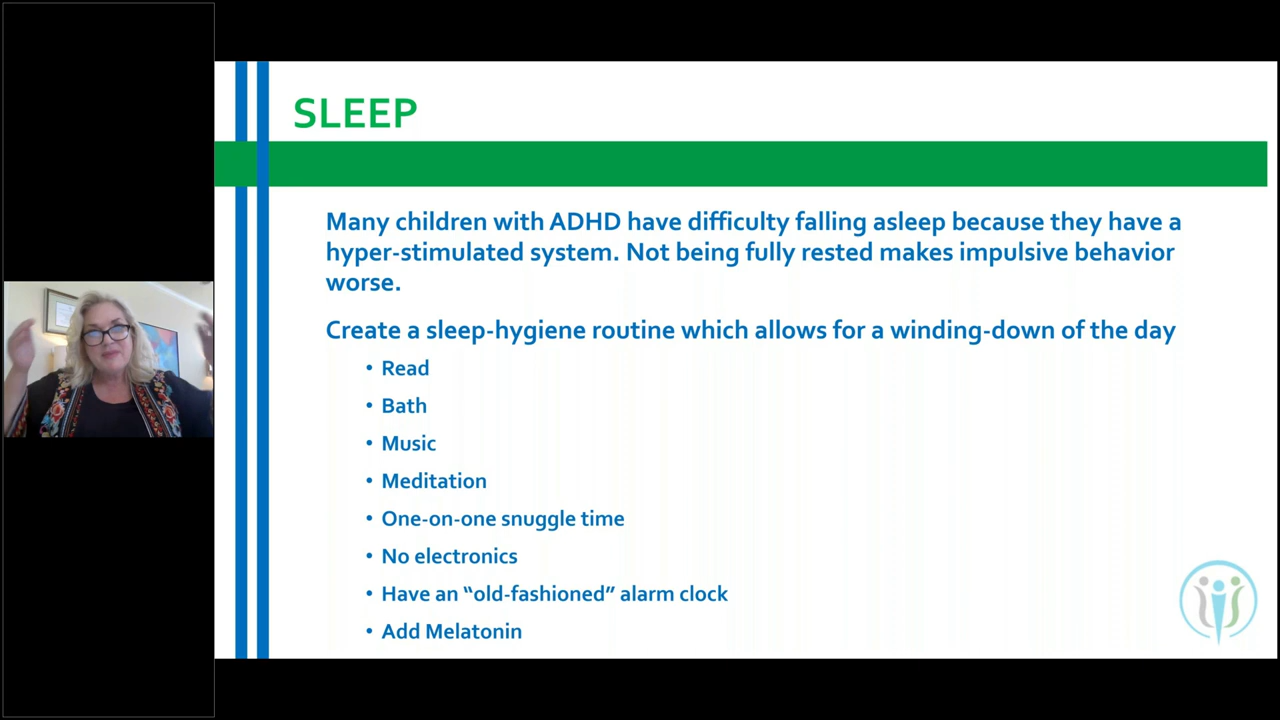 SLEEP
Many children with ADHD have difficulty falling asleep because they have a
hyper-stimulated system. Not being fully rested makes impulsive behavior
worse.
Create a sleep-hygiene routine which allows for a winding-down of the day
• Read
• Bath
• Music
• Meditation
• One-on-one snuggle time
• No electronics
• Have an “old-fashioned” alarm clock
• Add Melatonin